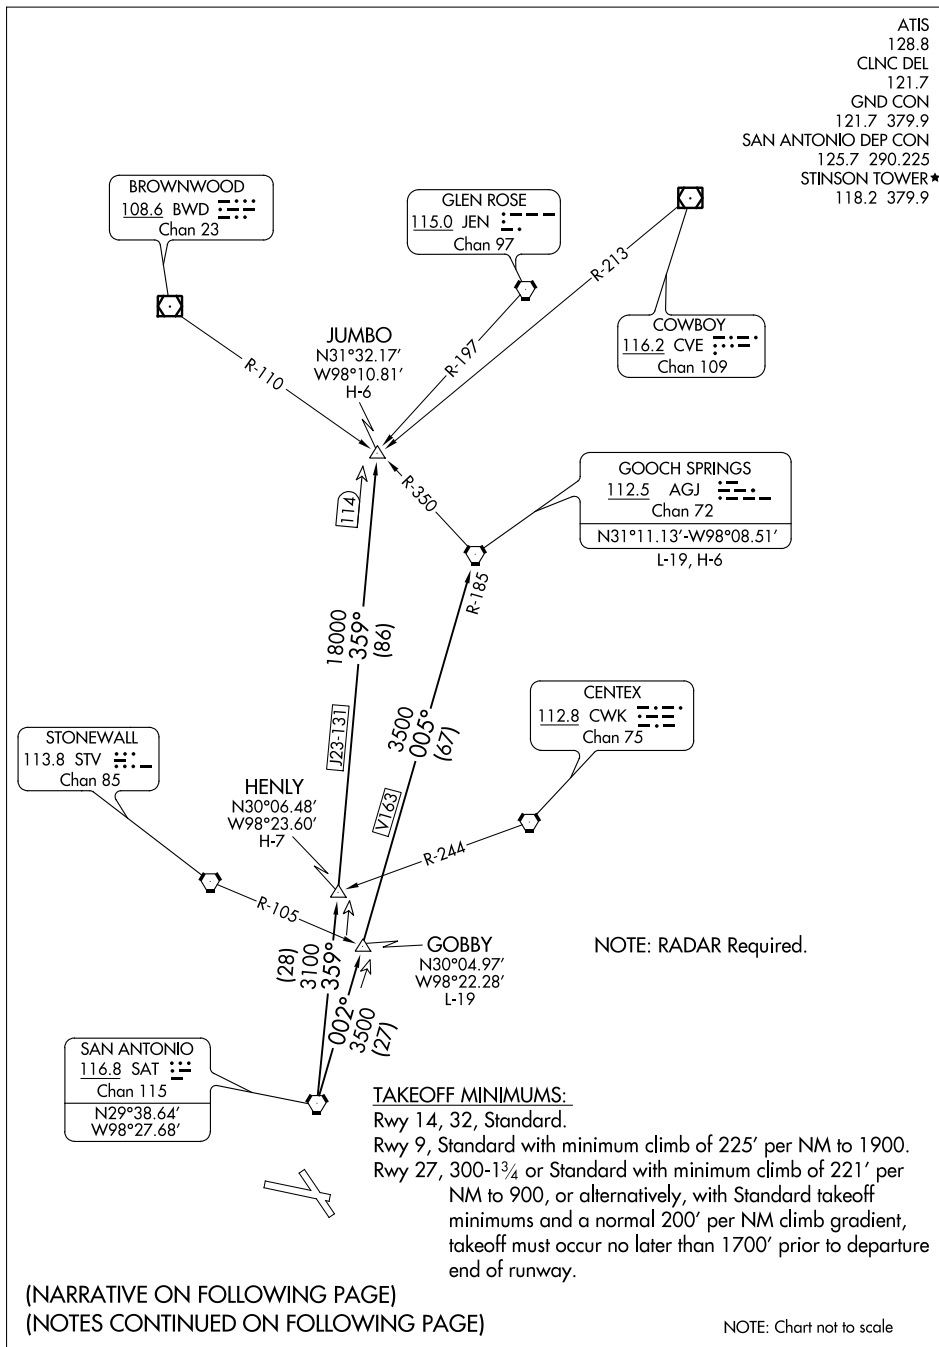 ATIS
128.8
CLNC DEL
121.7
GND CON
121.7 379.9
SAN ANTONIO DEP CON
125.7 290.225
STINSON TOWER★
118.2 379.9
BROWNWOOD
108.6 BWD
Chan 23
GLEN ROSE
115.0 JEN
Chan 97
R-213
COWBOY
116.2 CVE
Chan 109
JUMBO
N31°32.17'
W98°10.81'
H-6
R-197
R-110
R-350
GOOCH SPRINGS
112.5 AGJ
Chan 72
N31°11.13'-W98°08.51'
L-19, H-6
114
R-185
18000
359°
(86)
J23-131
3500
005°
(67)
V163
CENTEX
112.8 CWK
Chan 75
STONEWALL
113.8 STV
Chan 85
HENLY
N30°06.48'
W98°23.60'
H-7
R-244
R-105
GOBBY
N30°04.97'
W98°22.28'
L-19
NOTE: RADAR Required.
(28)
3100
359°
002°
3500
(27)
SAN ANTONIO
116.8 SAT
Chan 115
N29°38.64'
W98°27.68'
TAKEOFF MINIMUMS:
Rwy 14, 32, Standard.
Rwy 9, Standard with minimum climb of 225' per NM to 1900.
Rwy 27, 300-1¾ or Standard with minimum climb of 221' per
NM to 900, or alternatively, with Standard takeoff
minimums and a normal 200' per NM climb gradient,
takeoff must occur no later than 1700' prior to departure
end of runway.
(NARRATIVE ON FOLLOWING PAGE)
(NOTES CONTINUED ON FOLLOWING PAGE)
NOTE: Chart not to scale